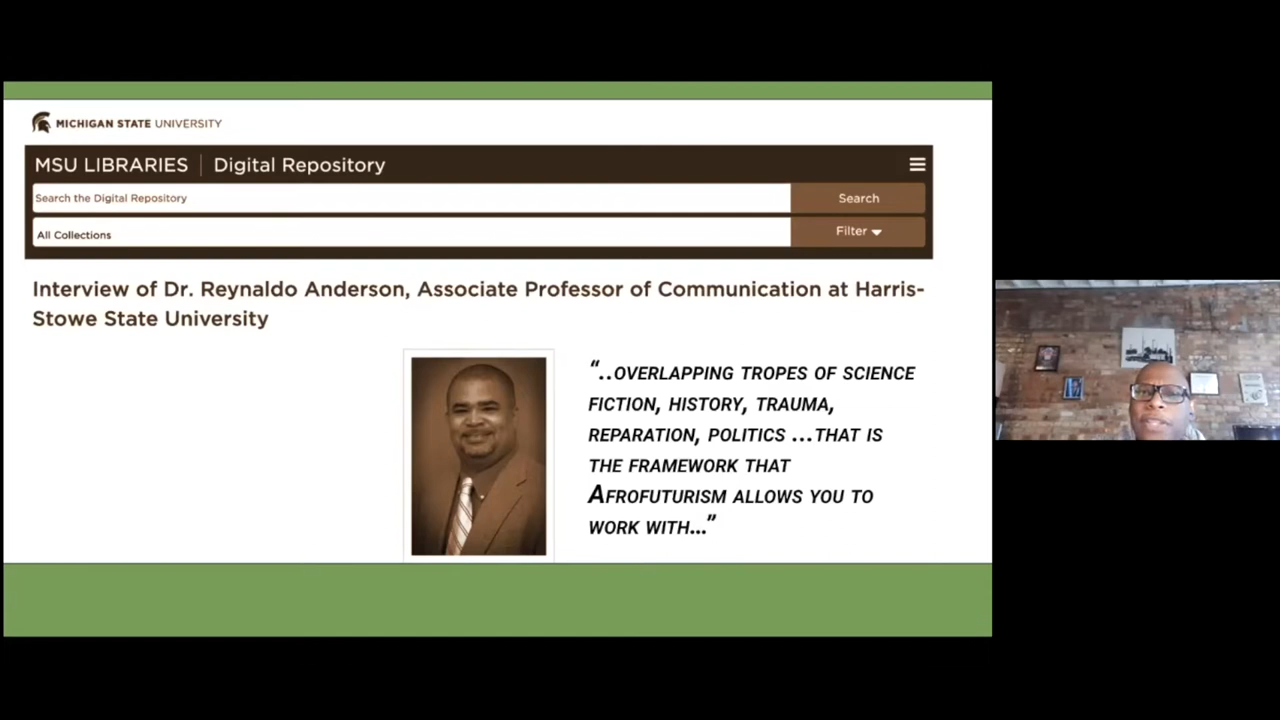 MICHIGAN STATE UNIVERSITY
MSU LIBRARIES | Digital Repository
Search the Digital Repository
Search
All Collections
Filter
Interview of Dr. Reynaldo Anderson, Associate Professor of Communication at Harris-
Stowe State University
“..OVERLAPPING TROPES OF SCIENCE
FICTION, HISTORY, TRAUMA,
REPARATION, POLITICS ...THAT IS
THE FRAMEWORK THAT
AFROFUTURISM ALLOWS YOU TO
WORK WITH...”